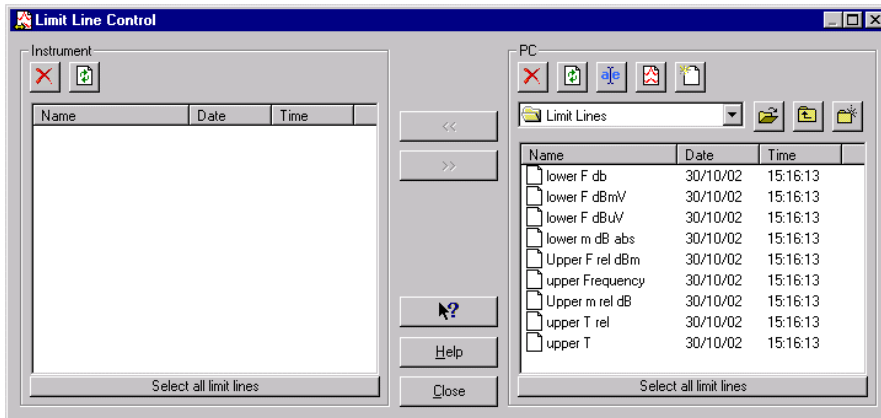 Limit Line Control
Instrument
Name Date Time
Select all limit lines
<<
>>
?
Help
Close
PC
a e
Limit Lines
Name Date Time
lower F db 30/10/02 15:16:13
lower F dBmV 30/10/02 15:16:13
lower F dBuV 30/10/02 15:16:13
lower m dB abs 30/10/02 15:16:13
Upper F rel dBm 30/10/02 15:16:13
upper Frequency 30/10/02 15:16:13
Upper m rel dB 30/10/02 15:16:13
upper T rel 30/10/02 15:16:13
upper T 30/10/02 15:16:13
Select all limit lines